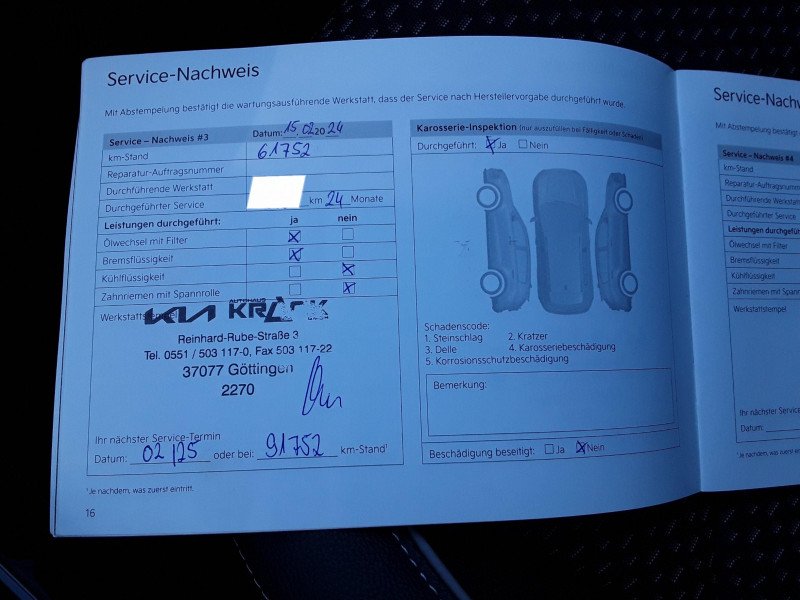 Service-Nachweis
Mit Abstempelung bestätigt die wartungsausführende Werkstatt, dass der Service nach Herstellervorgabe durchgeführt wurde.
Service – Nachweis #3 Datum: 15.02.2024
km-Stand 61752
Reparatur-Auftragsnummer
Durchführende Werkstatt
Durchgeführter Service km 24 Monate
Leistungen durchgeführt: ja nein
Ölwechsel mit Filter
Bremsflüssigkeit
Kühlflüssigkeit
Zahnriemen mit Spannrolle
AUTOHAUS
KIA
Reinhard-Rube-Straße 3
Tel. 0551 / 503 117-0, Fax 503 117-22
37077 Göttingen
2270
Ihr nächster Service-Termin
Datum: 02/25 oder bei: 91752 km-Stand¹
¹Je nachdem, was zuerst eintritt.
16
Karosserie-Inspektion (nur auszufüllen bei Fälligkeit oder Schaden)
Durchgeführt: Ja Nein
Schadenscode:
1. Steinschlag 2. Kratzer
3. Delle 4. Karosseriebeschädigung
5. Korrosionsschutzbeschädigung
Bemerkung:
Beschädigung beseitigt: Ja Nein
Mit Abstempelung bestätigt
Service – Nachweis #4
km-Stand
Reparatur-Auftragsnummer
Durchführende Werkstatt
Durchgeführter Service
Leistungen
Ölwechsel mit Filter
Bremsflüssigkeit
Kühlflüssigkeit
Zahnriemen mit Spannrolle
Werkstattstempel
Ihr nächster Service
Datum:
¹Je nachdem, was zuerst